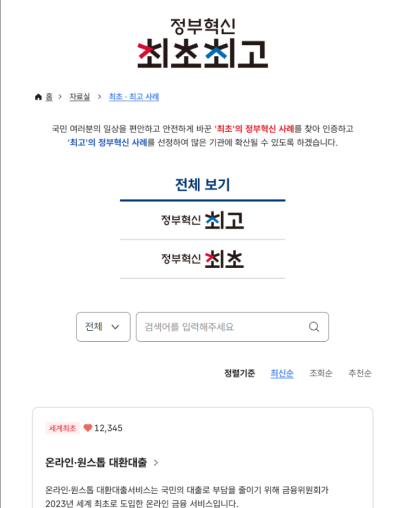 정부혁신
최초최고
홈 > 자료실 > 최초 · 최고 사례
국민 여러분의 일상을 편안하고 안전하게 바꾼 '최초'의 정부혁신 사례를 찾아 인증하고
'최고'의 정부혁신 사례를 선정하여 많은 기관에 확산될 수 있도록 하겠습니다.
전체 보기
정부혁신 최고
정부혁신 최초
전체 검색어를 입력해주세요
정렬기준 최신순 조회순 추천순
세계최초 12,345
온라인·원스톱 대환대출 >
온라인·원스톱 대환대출서비스는 국민의 대출로 부담을 줄이기 위해 금융위원회가
2023년 세계 최초로 도입한 온라인 금융 서비스입니다.